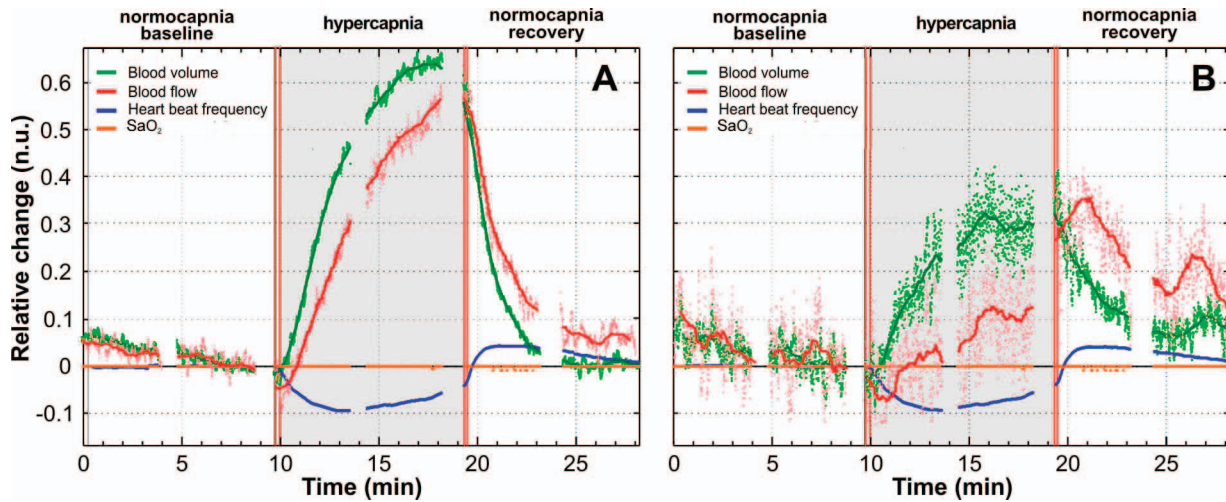 normocapnia
baseline
hypercapnia
normocapnia
recovery
normocapnia
baseline
hypercapnia
normocapnia
recovery
Relative change (n.u.)
0.6
0.5
0.4
0.3
0.2
0.1
0
-0.1
Blood volume
Blood flow
Heart beat frequency
SaO₂
A
Blood volume
Blood flow
Heart beat frequency
SaO₂
B
0 5 10 15 20 25
Time (min)
0 5 10 15 20 25
Time (min)